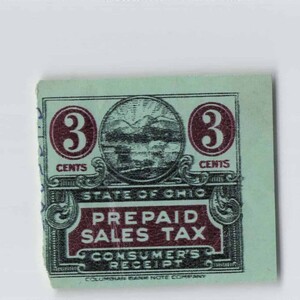 3 3
CENTS CENTS
STATE OF OHIO
PREPAID
SALES TAX
CONSUMER'S
RECEIPT
COLUMBIAN BANK NOTE COMPANY